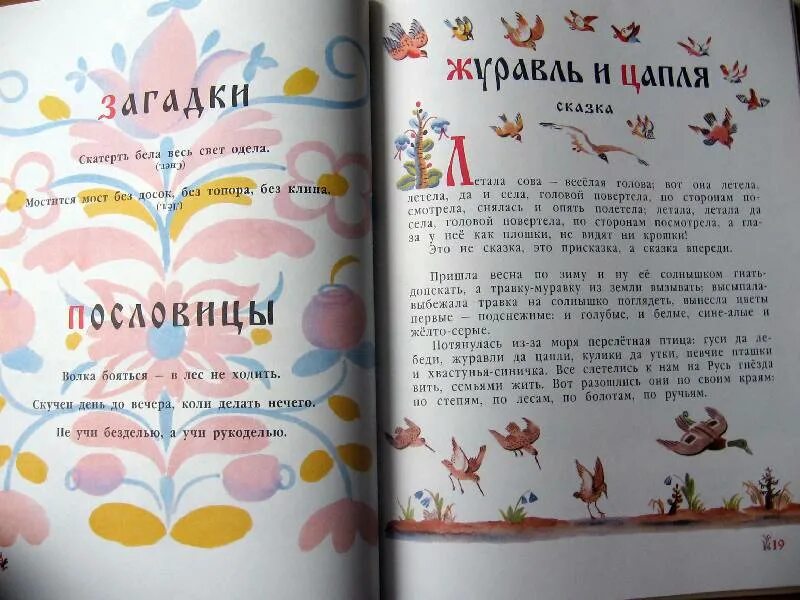 ЗАГАДКИ
Скатерть бела весь свет одела.
(Снег)
Мостится мост без досок, без топора, без клина.
(Лёд)
ПОСЛОВИЦЫ
Волка бояться — в лес не ходить.
Скучен день до вечера, коли делать нечего.
Не учи безделью, а учи рукоделью.
ЖУРАВЛЬ И ЦАПЛЯ
СКАЗКА
Летала сова — весёлая голова; вот она летела,
летела, да и села, головой повертела, по сторонам по-
смотрела, снялась и опять полетела; летала, летала да
села, головой повертела, по сторонам посмотрела, а гла-
за у неё как плошки, не видят ни крошки!
Это не сказка, это присказка, а сказка впереди.
Пришла весна по зиму и ну её солнышком гнать-
допекать, а травку-муравку из земли вызывать; высыпала-
выбежала травка на солнышко поглядеть, вынесла цветы
первые — подснежные: и голубые, и белые, сине-алые и
жёлто-серые.
Потянулась из-за моря перелётная птица: гуси да ле-
беди, журавли да цапли, кулики да утки, певчие пташки
и хвастунья-синичка. Все слетелись к нам на Русь гнёзда
вить, семьями жить. Вот разошлись они по своим краям:
по степям, по лесам, по болотам, по ручьям.
19